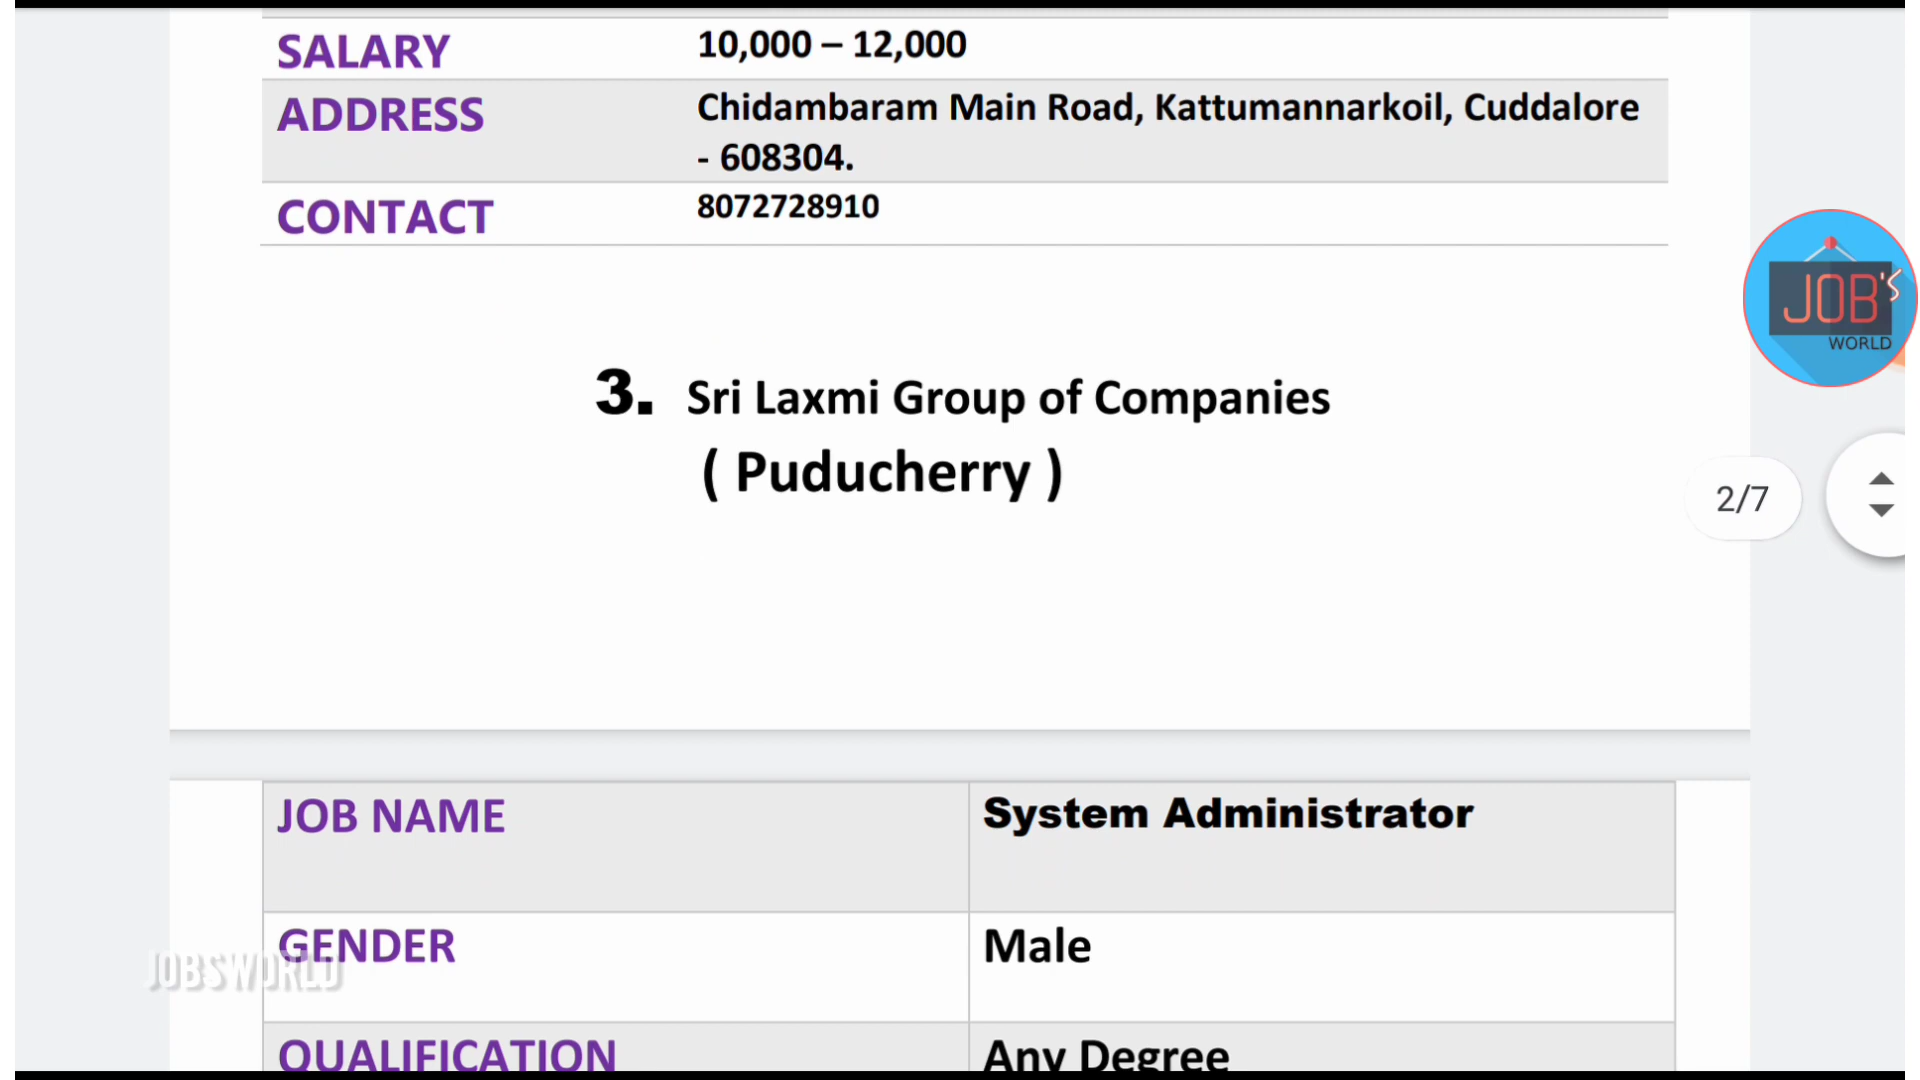 SALARY 10,000 – 12,000
ADDRESS Chidambaram Main Road, Kattumannarkoil, Cuddalore
- 608304.
CONTACT 8072728910
JOB'S
WORLD
3. Sri Laxmi Group of Companies
( Puducherry )
2/7
JOB NAME System Administrator
GENDER Male
JOBSWORLD
QUALIFICATION Any Degree